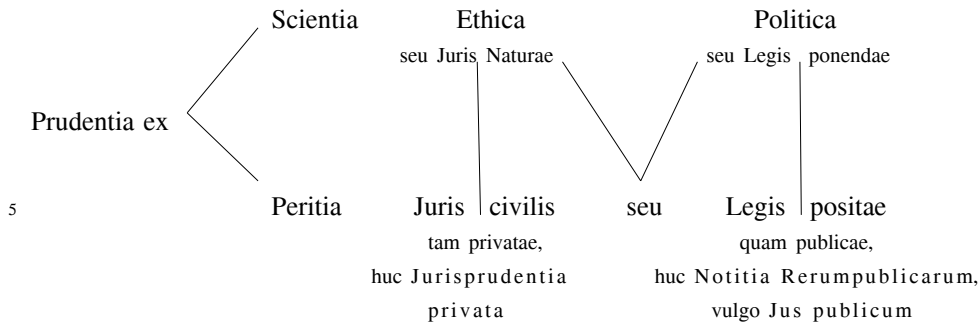 Scientia Ethica Politica
seu Juris Naturae seu Legis ponendae
Prudentia ex
5 Peritia Juris civilis seu Legis positae
tam privatae, quam publicae,
huc Jurisprudentia huc Notitia Rerumpublicarum,
privata vulgo Jus publicum